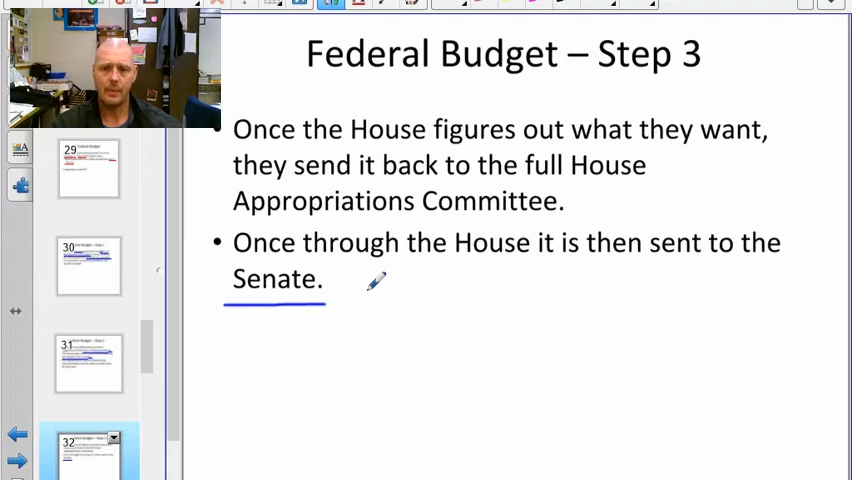 Federal Budget – Step 3
• Once the House figures out what they want,
they send it back to the full House
Appropriations Committee.
• Once through the House it is then sent to the
Senate.
29
30
31
32